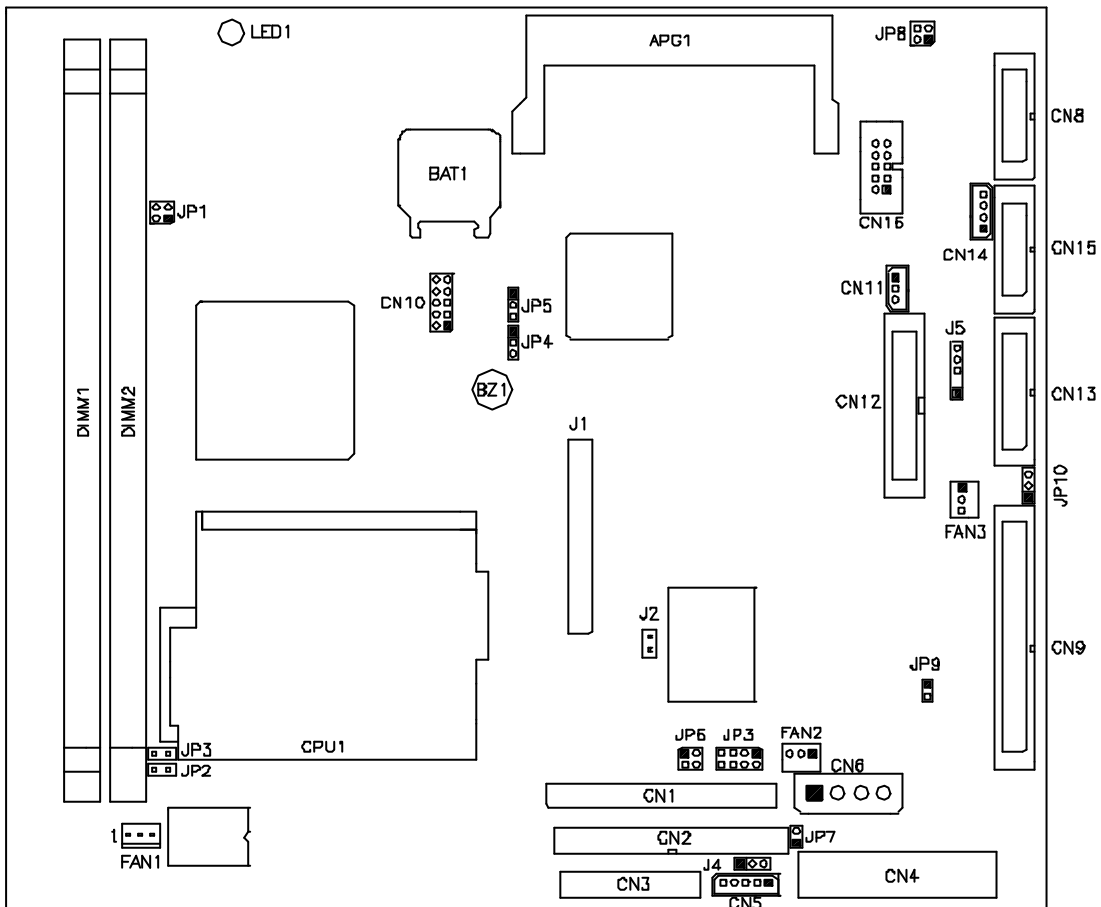 LED1
APG1
JP8
CN8
BAT1
JP1
CN16
CN14
CN15
CN11
CN10
JP5
JP4
J5
BZ1
DIMM1
DIMM2
CN12
CN13
J1
JP10
FAN3
J2
CN9
JP9
JP6
JP3
FAN2
CPU1
JP3
JP2
CN6
CN1
1
FAN1
CN2
JP7
J4
CN3
CN5
CN4